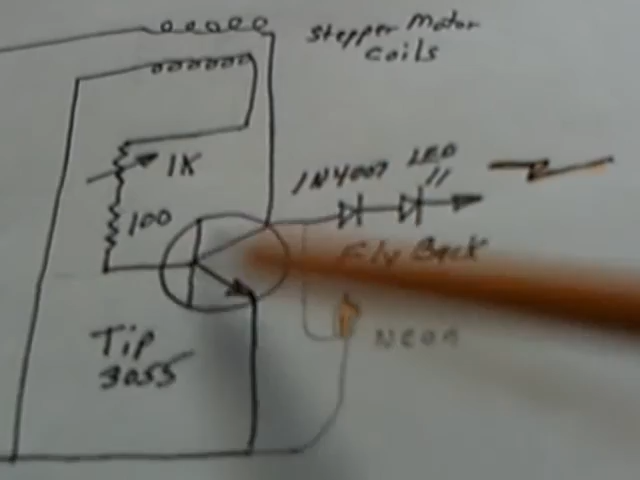 Stepper Motor
coils
1K
1N4007
LED
100
Fly Back
Neon
Tip
3055